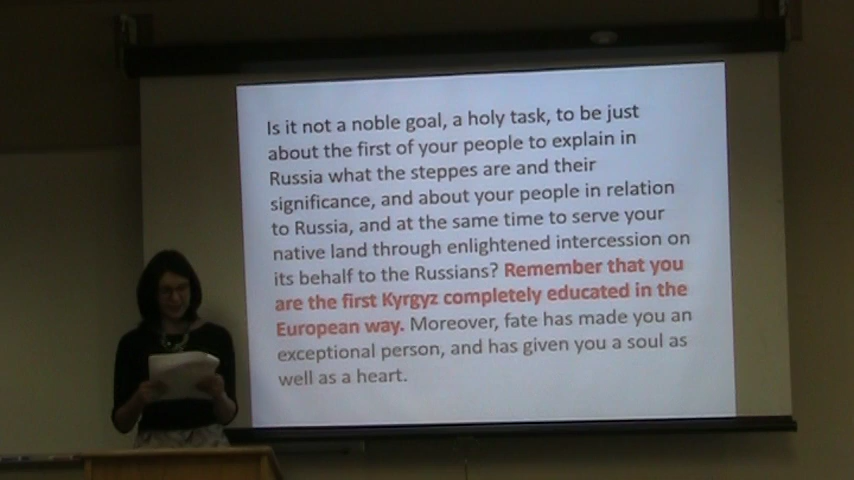 Is it not a noble goal, a holy task, to be just
about the first of your people to explain in
Russia what the steppes are and their
significance, and about your people in relation
to Russia, and at the same time to serve your
native land through enlightened intercession on
its behalf to the Russians? Remember that you
are the first Kyrgyz completely educated in the
European way. Moreover, fate has made you an
exceptional person, and has given you a soul as
well as a heart.